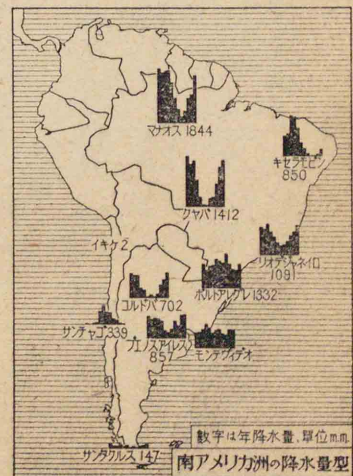 マナオス 1844
キセラモビン
850
クヤバ 1412
イキケ 2
リオデジャネイロ
1091
コルドバ 702
ポルトアレグレ 1332
サンチャゴ 339
ブエノスアイレス
857
モンテヴィデオ
数字は年降水量，單位m.m.
サンタクルス 147
南アメリカ洲の降水量型